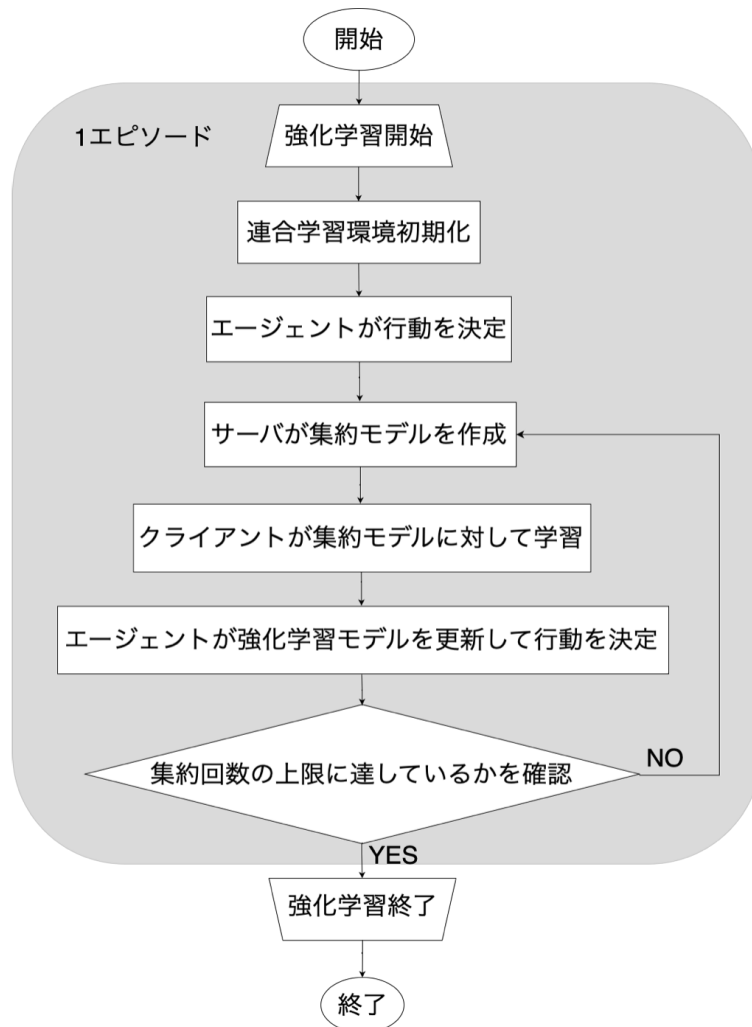 開始
1エピソード
強化学習開始
連合学習環境初期化
エージェントが行動を決定
サーバが集約モデルを作成
クライアントが集約モデルに対して学習
エージェントが強化学習モデルを更新して行動を決定
集約回数の上限に達しているかを確認
NO
YES
強化学習終了
終了